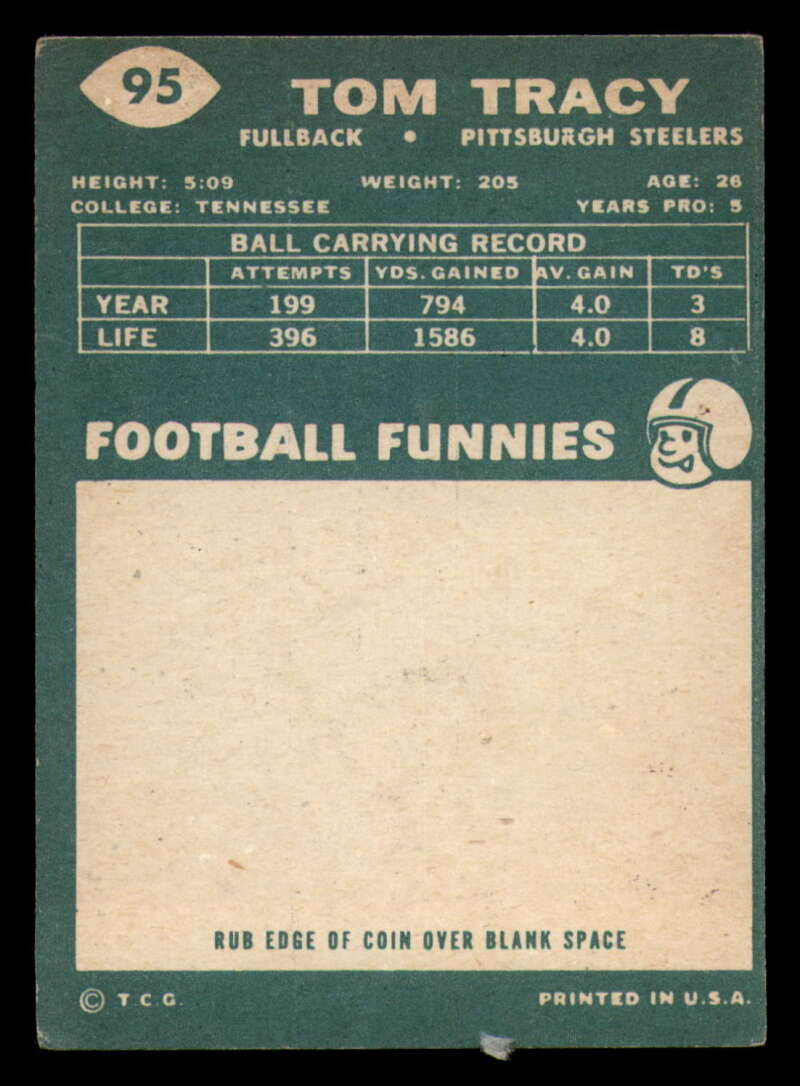 95
TOM TRACY
FULLBACK • PITTSBURGH STEELERS
HEIGHT: 5:09 WEIGHT: 205 AGE: 26
COLLEGE: TENNESSEE YEARS PRO: 5
BALL CARRYING RECORD
ATTEMPTS YDS. GAINED AV. GAIN TD'S
YEAR 199 794 4.0 3
LIFE 396 1586 4.0 8
FOOTBALL FUNNIES
RUB EDGE OF COIN OVER BLANK SPACE
© T.C.G. PRINTED IN U.S.A.